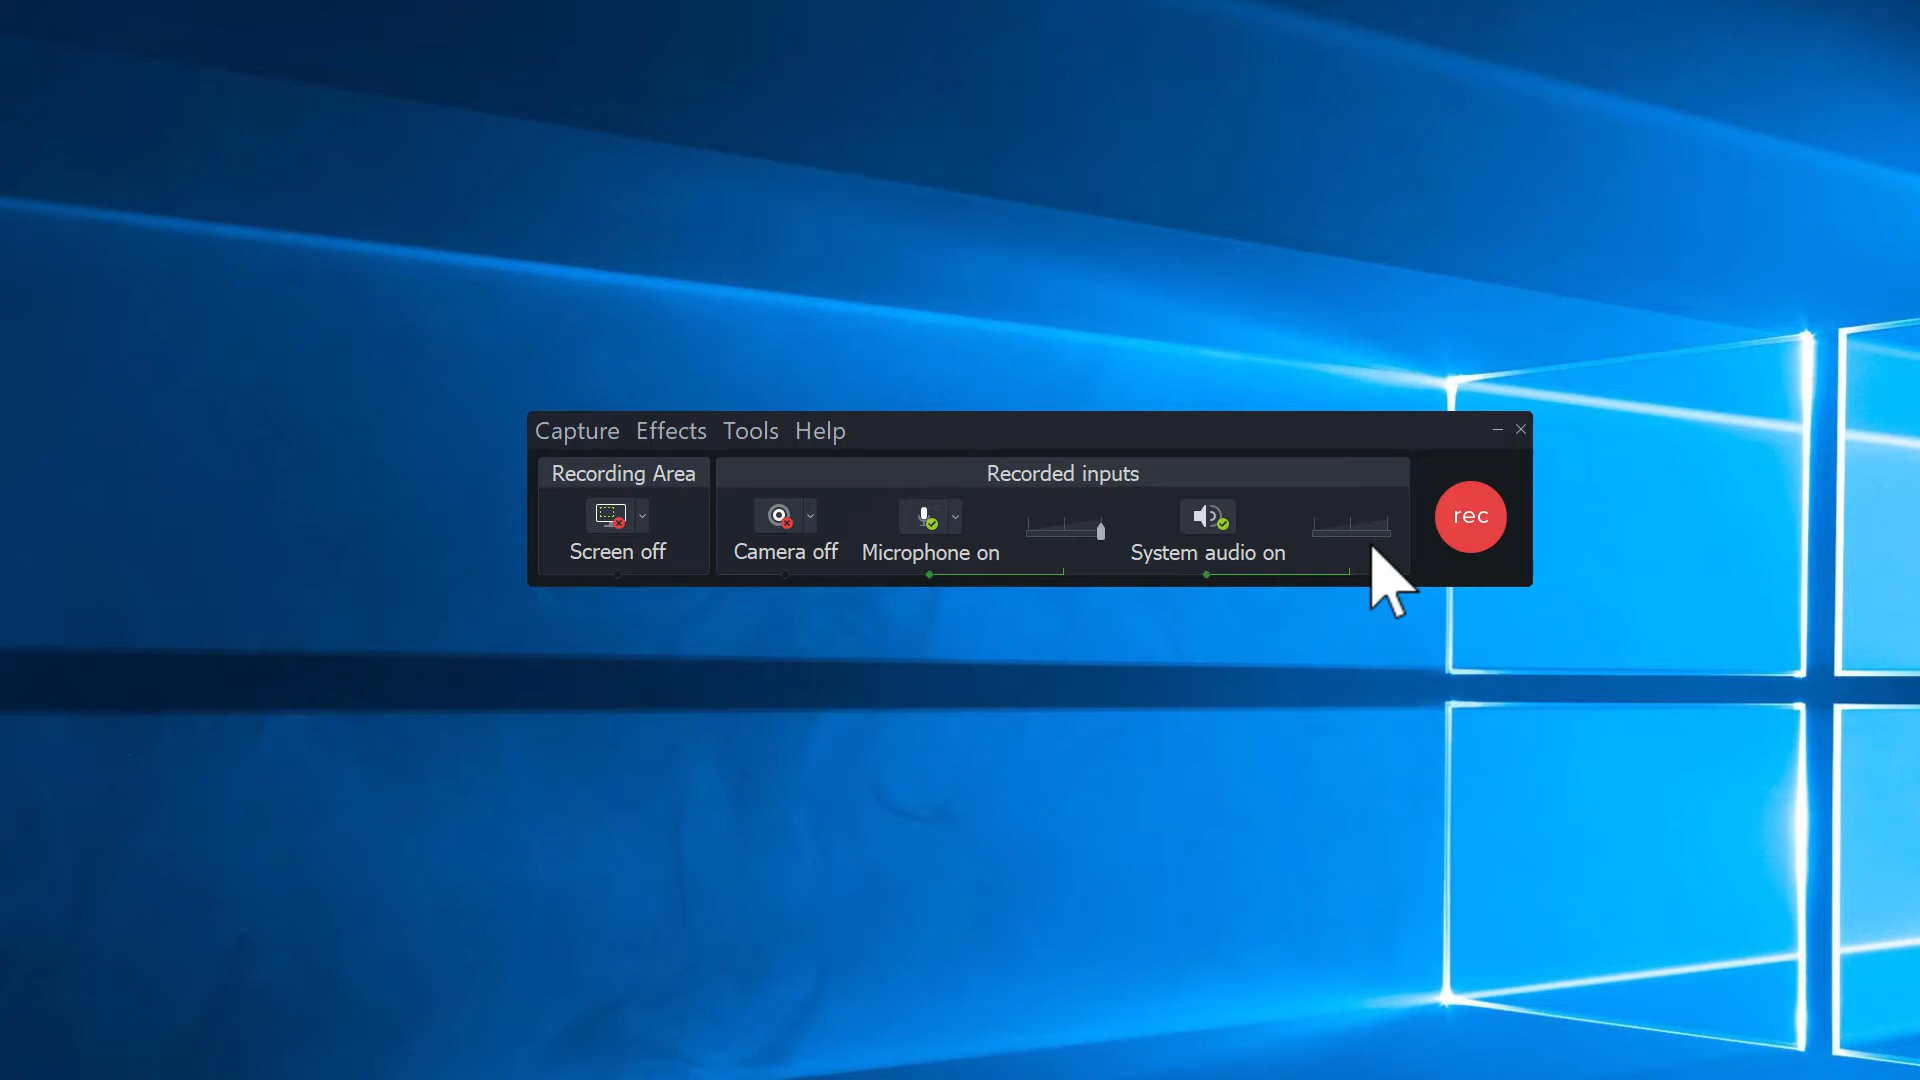 Capture Effects Tools Help
Recording Area
Recorded inputs
Screen off
Camera off
Microphone on
System audio on
rec